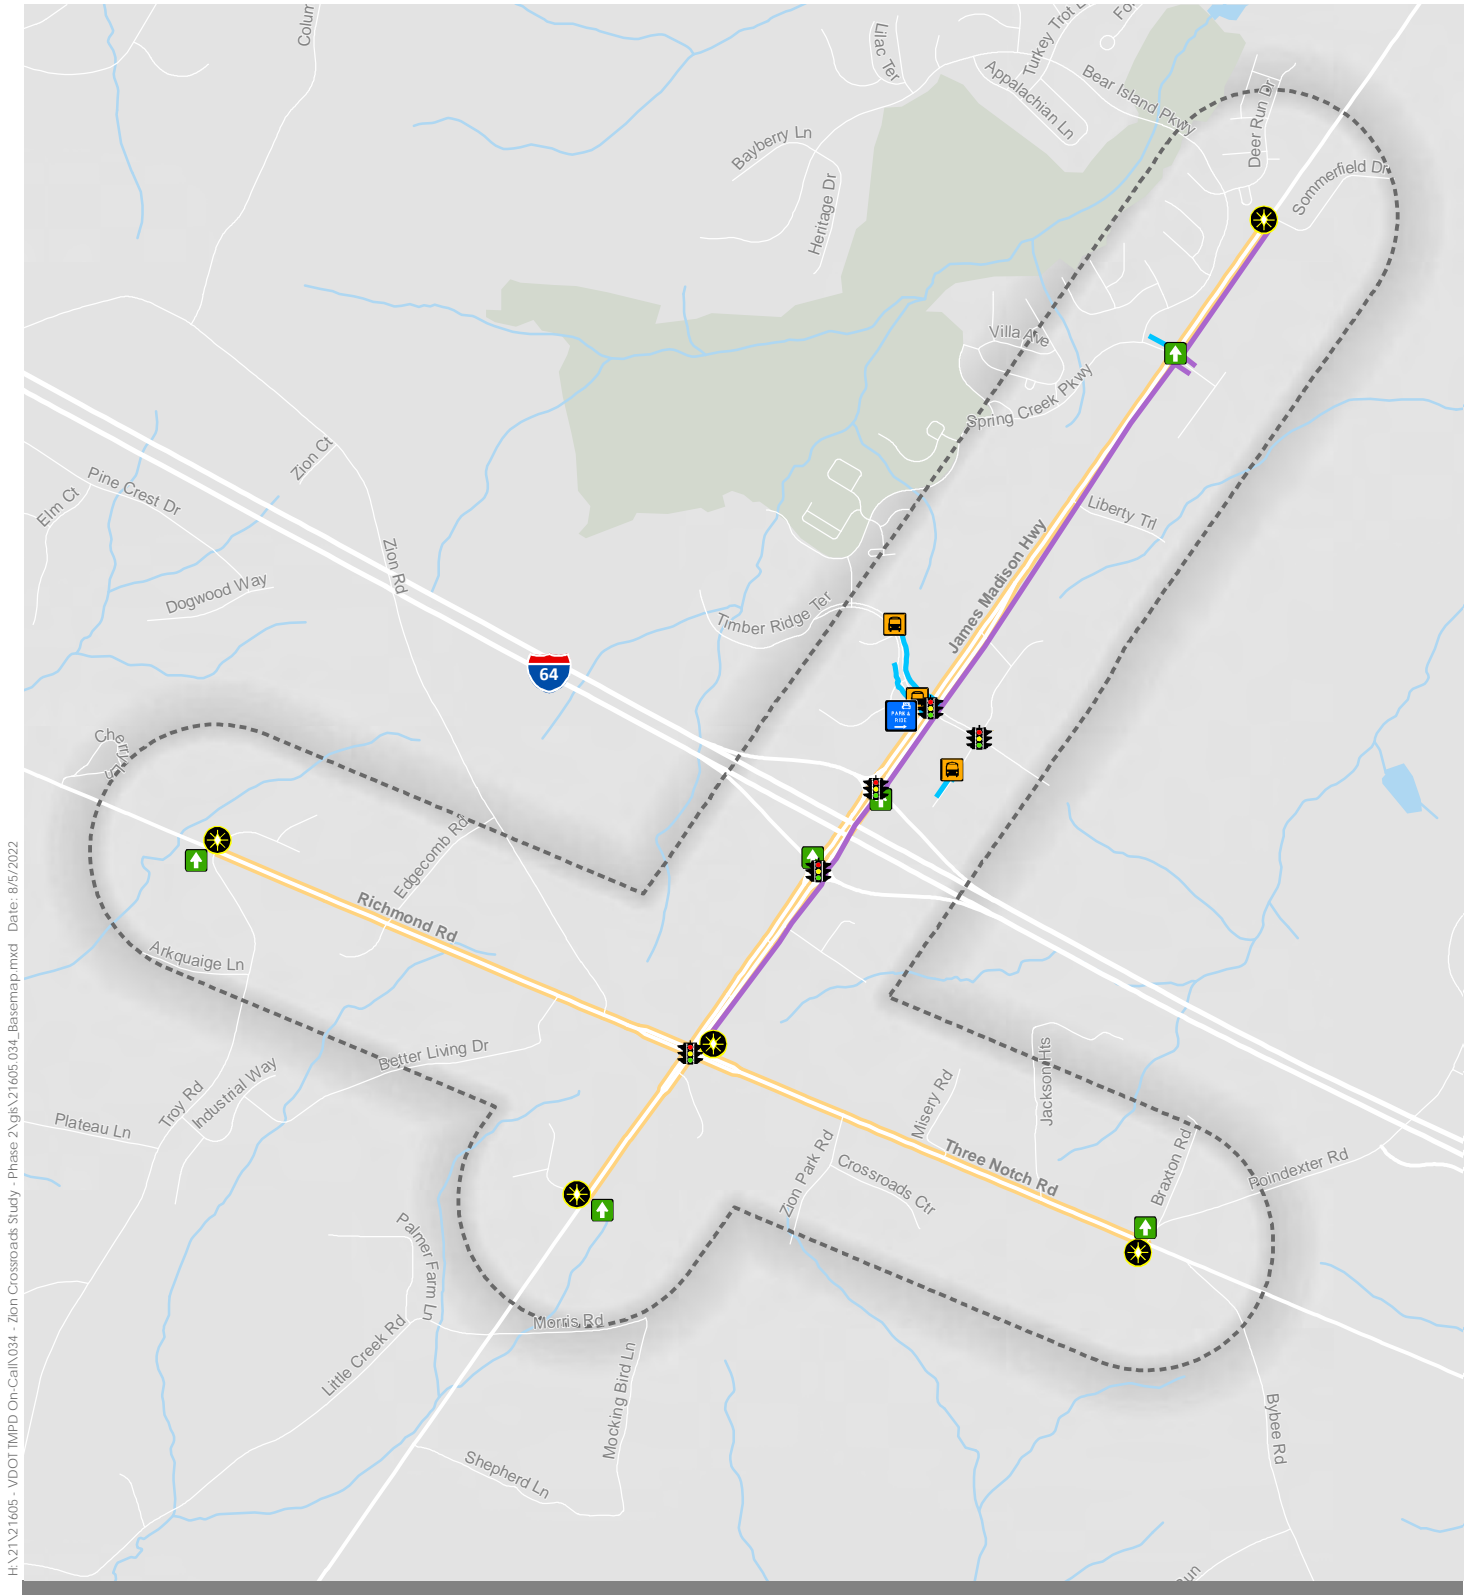 Turkey Trot L
Fo
Colum
Lilac Ter
Appalachian Ln
Bear Island Pkwy
Deer Run Dr
Bayberry Ln
Sommerfield Dr
Heritage Dr
Villa Ave
Spring Creek Pkwy
Zion Ct
Pine Crest Dr
Elm Ct
Liberty Trl
James Madison Hwy
Zion Rd
Dogwood Way
Timber Ridge Ter
64
PARK &
RIDE
Cherry Ls
Edgecomb Rd
Richmond Rd
Arkquaige Ln
Better Living Dr
Jackson Hts
Misery Rd
Industrial Way
Troy Rd
Plateau Ln
Three Notch Rd
Zion Park Rd
Crossroads Ctr
Braxton Rd
Poindexter Rd
Palmer Farm Ln
Morris Rd
Little Creek Rd
Mocking Bird Ln
Shepherd Ln
Bybee Rd
un
H:\21\21605 - VDOT TMPD On-Call\034 - Zion Crossroads Study - Phase 2\gis\21605.034_Basemap.mxd Date: 8/5/2022